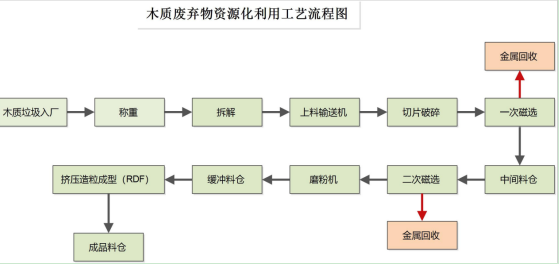 木质废弃物资源化利用工艺流程图
金属回收
木质垃圾入厂
称重
拆解
上料输送机
切片破碎
一次磁选
挤压造粒成型（RDF）
缓冲料仓
磨粉机
二次磁选
中间料仓
成品料仓
金属回收